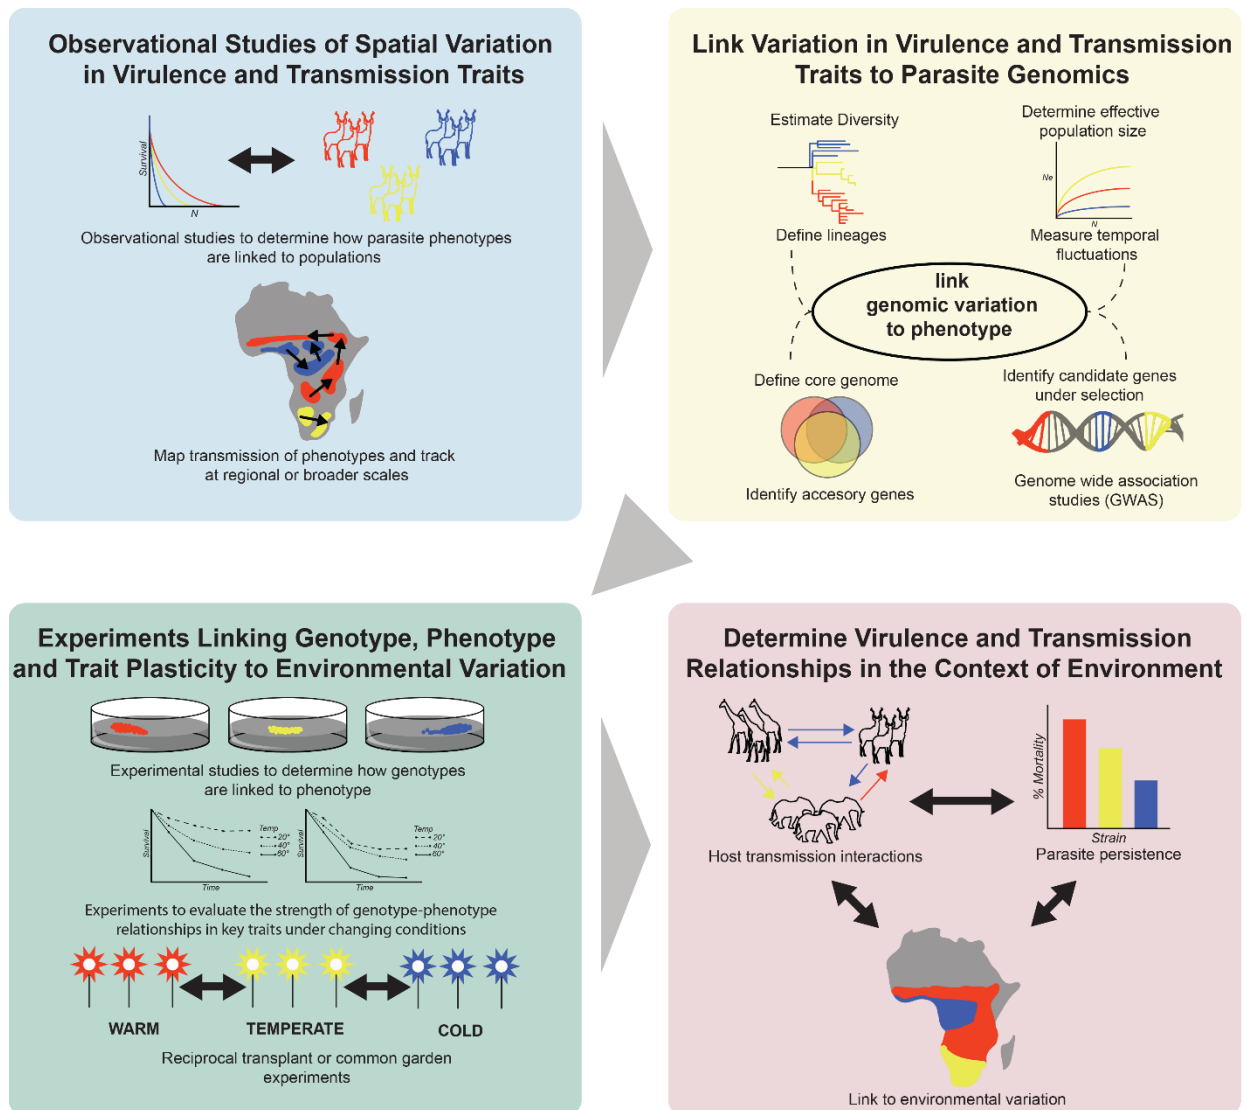 Observational Studies of Spatial Variation
in Virulence and Transmission Traits
Survival
N
Observational studies to determine how parasite phenotypes
are linked to populations
Map transmission of phenotypes and track
at regional or broader scales
Link Variation in Virulence and Transmission
Traits to Parasite Genomics
Estimate Diversity
Define lineages
Determine effective
population size
Ne
N
Measure temporal
fluctuations
link
genomic variation
to phenotype
Define core genome
Identify accesory genes
Identify candidate genes
under selection
Genome wide association
studies (GWAS)
Experiments Linking Genotype, Phenotype
and Trait Plasticity to Environmental Variation
Experimental studies to determine how genotypes
are linked to phenotype
Survival
Time
Temp
20°
40°
60°
Survival
Time
Temp
20°
40°
60°
Experiments to evaluate the strength of genotype-phenotype
relationships in key traits under changing conditions
WARM
TEMPERATE
COLD
Reciprocal transplant or common garden
experiments
Determine Virulence and Transmission
Relationships in the Context of Environment
Host transmission interactions
% Mortality
Strain
Parasite persistence
Link to environmental variation